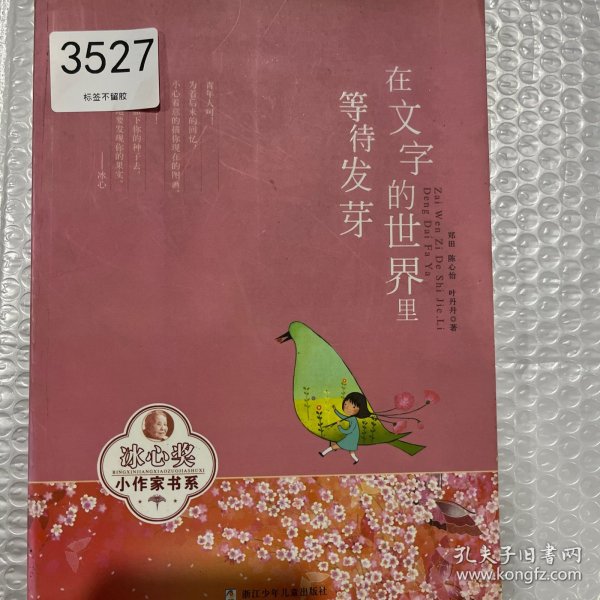 3527
标签不留胶
在文字的世界里
等待发芽
Zai Wen Zi De Shi Jie Li
Deng Dai Fa Ya
郑田 陈心怡 叶丹丹◎著
青年人呵！
为着后来的回忆，
小心着意的描你现在的图画。
下你的种子去，
要发现你的果实。
——冰心
冰心奖
BINGXINJIANGXIAOZUOJIASHUXI
小作家书系
浙江少年儿童出版社
孔夫子旧书网
www.kongfz.com